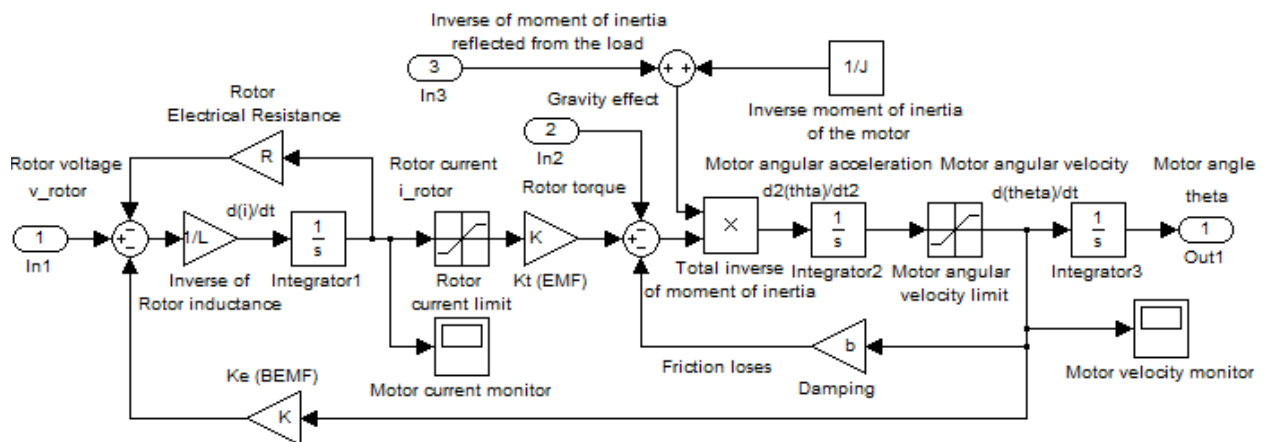 Inverse of moment of inertia
reflected from the load
3
In3
+ +
1/J
Inverse moment of inertia
of the motor
Rotor
Electrical Resistance
R
Gravity effect
2
In2
Rotor voltage
v_rotor
1
In1
+
−
−
1/L
Inverse of
Rotor inductance
d(i)/dt
1
s
Integrator1
Rotor current
i_rotor
Rotor
current limit
Rotor torque
K
Kt (EMF)
+
−
−
×
Total inverse
of moment of inertia
Motor angular acceleration
d2(thta)/dt2
1
s
Integrator2
Motor angular velocity
d(theta)/dt
Motor angular
velocity limit
1
s
Integrator3
Motor angle
theta
1
Out1
Motor current monitor
Friction loses
b
Damping
Motor velocity monitor
Ke (BEMF)
K